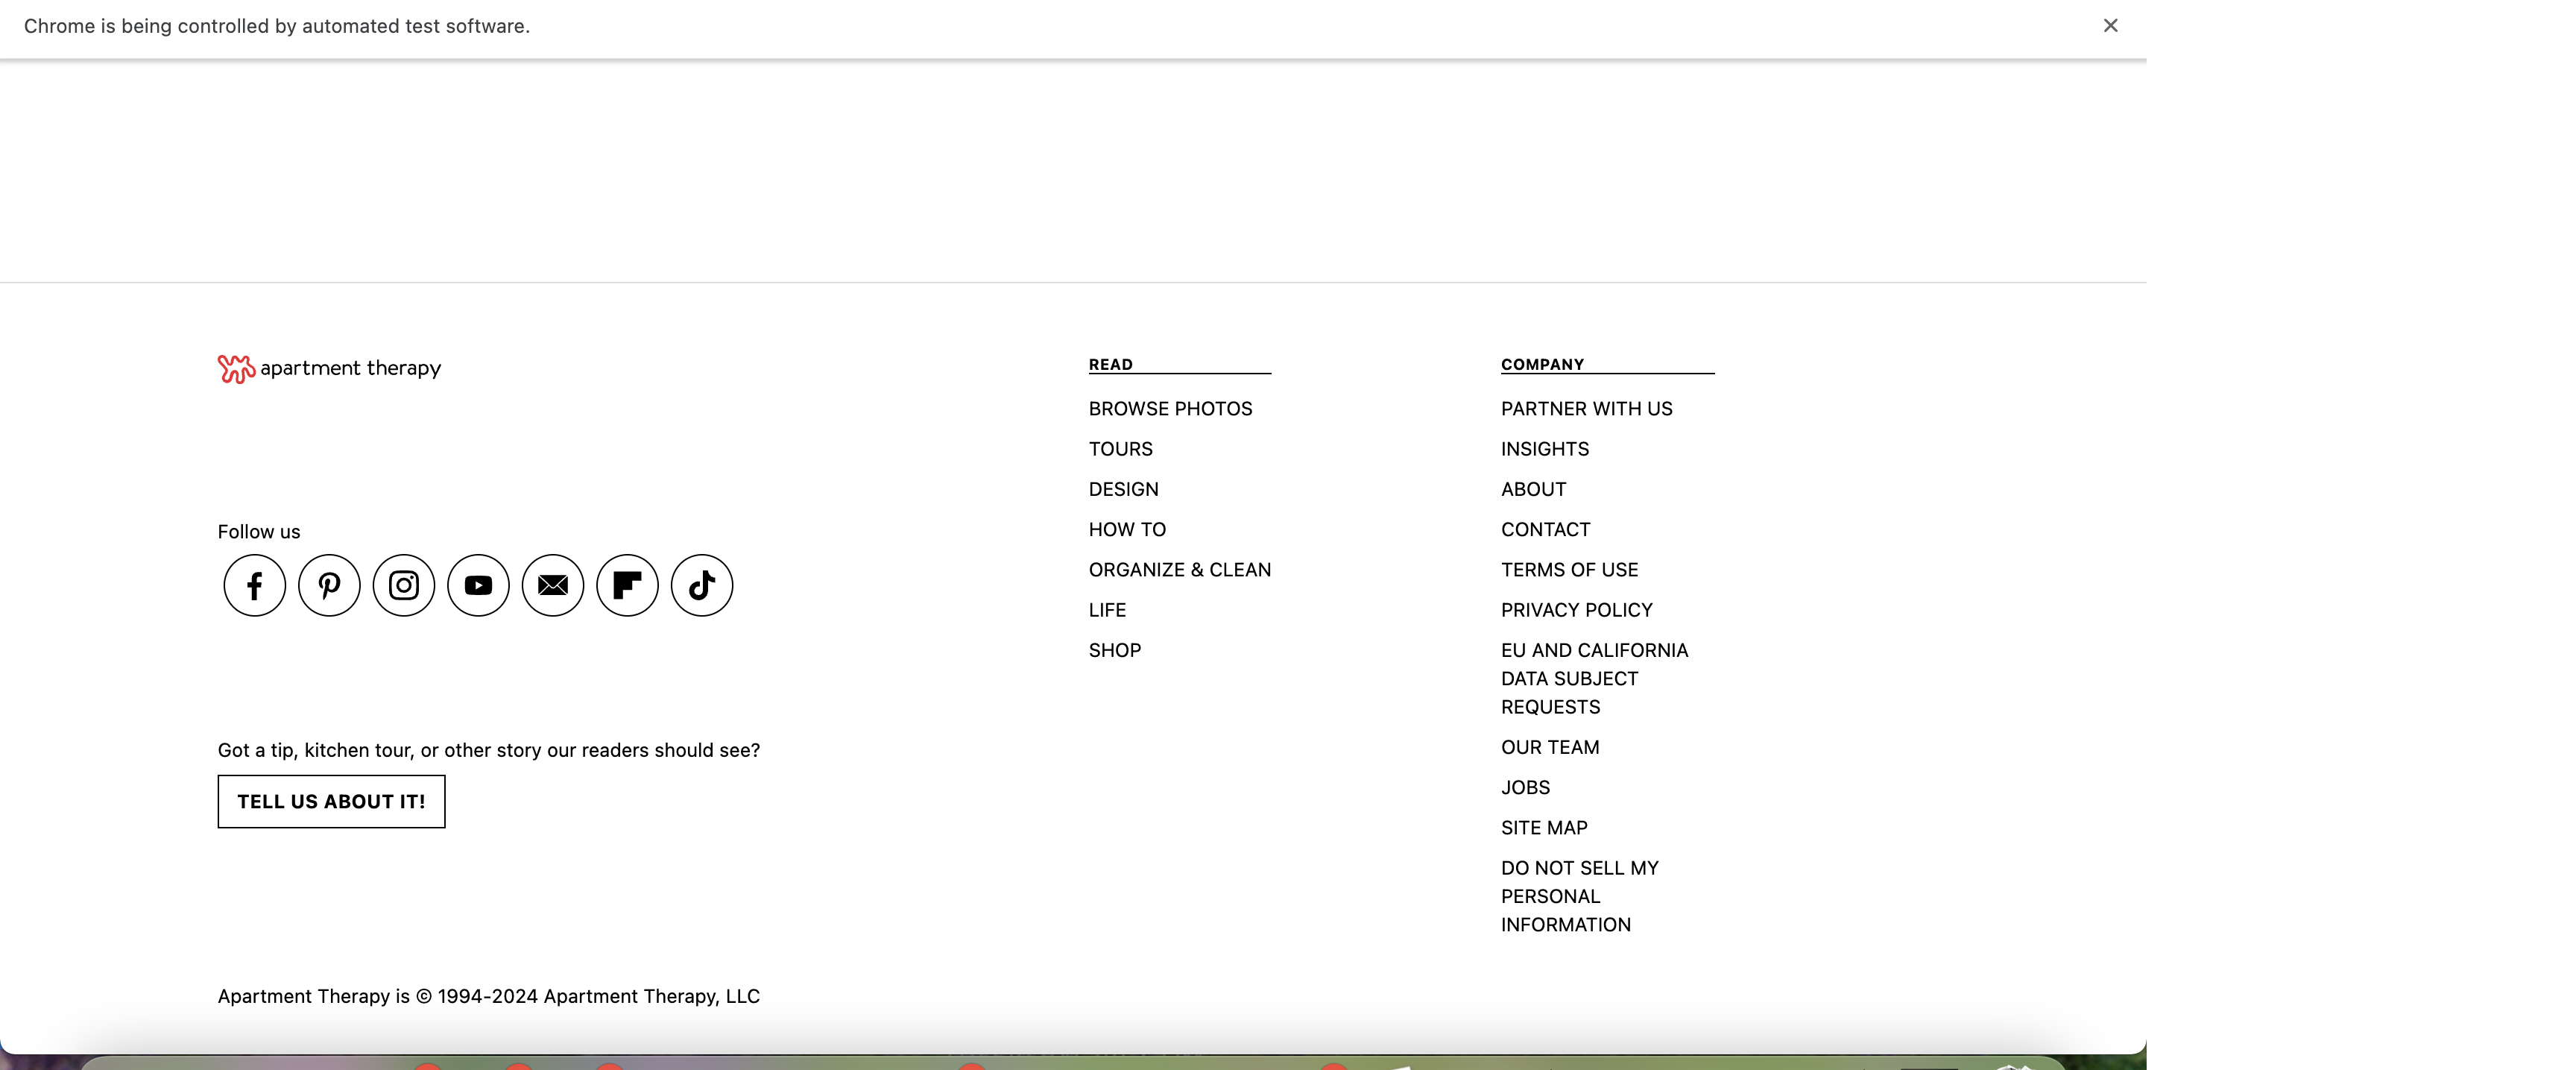 Chrome is being controlled by automated test software.
apartment therapy
Follow us
Got a tip, kitchen tour, or other story our readers should see?
TELL US ABOUT IT!
Apartment Therapy is © 1994-2024 Apartment Therapy, LLC
READ
BROWSE PHOTOS
TOURS
DESIGN
HOW TO
ORGANIZE & CLEAN
LIFE
SHOP
COMPANY
PARTNER WITH US
INSIGHTS
ABOUT
CONTACT
TERMS OF USE
PRIVACY POLICY
EU AND CALIFORNIA
DATA SUBJECT
REQUESTS
OUR TEAM
JOBS
SITE MAP
DO NOT SELL MY
PERSONAL
INFORMATION